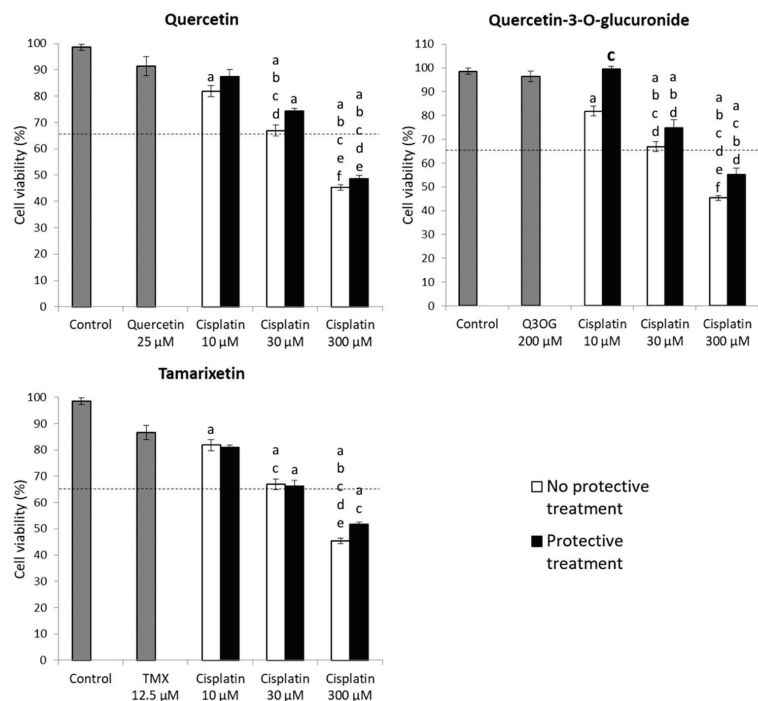 Quercetin
100
90
80
70
60
50
40
30
20
10
0
Cell viability (%)
a
a
b
c
d
a
a
b
c
e
f
a
b
c
d
e
Control
Quercetin
25 µM
Cisplatin
10 µM
Cisplatin
30 µM
Cisplatin
300 µM
Quercetin-3-O-glucuronide
110
100
90
80
70
60
50
40
30
20
10
0
Cell viability (%)
a
c
a
b
c
d
a
b
d
a
b
c
d
e
f
a
c
b
d
Control
Q3OG
200 µM
Cisplatin
10 µM
Cisplatin
30 µM
Cisplatin
300 µM
Tamarixetin
100
90
80
70
60
50
40
30
20
10
0
Cell viability (%)
a
a
c
a
a
b
c
d
e
a
c
Control
TMX
12.5 µM
Cisplatin
10 µM
Cisplatin
30 µM
Cisplatin
300 µM
No protective
treatment
Protective
treatment